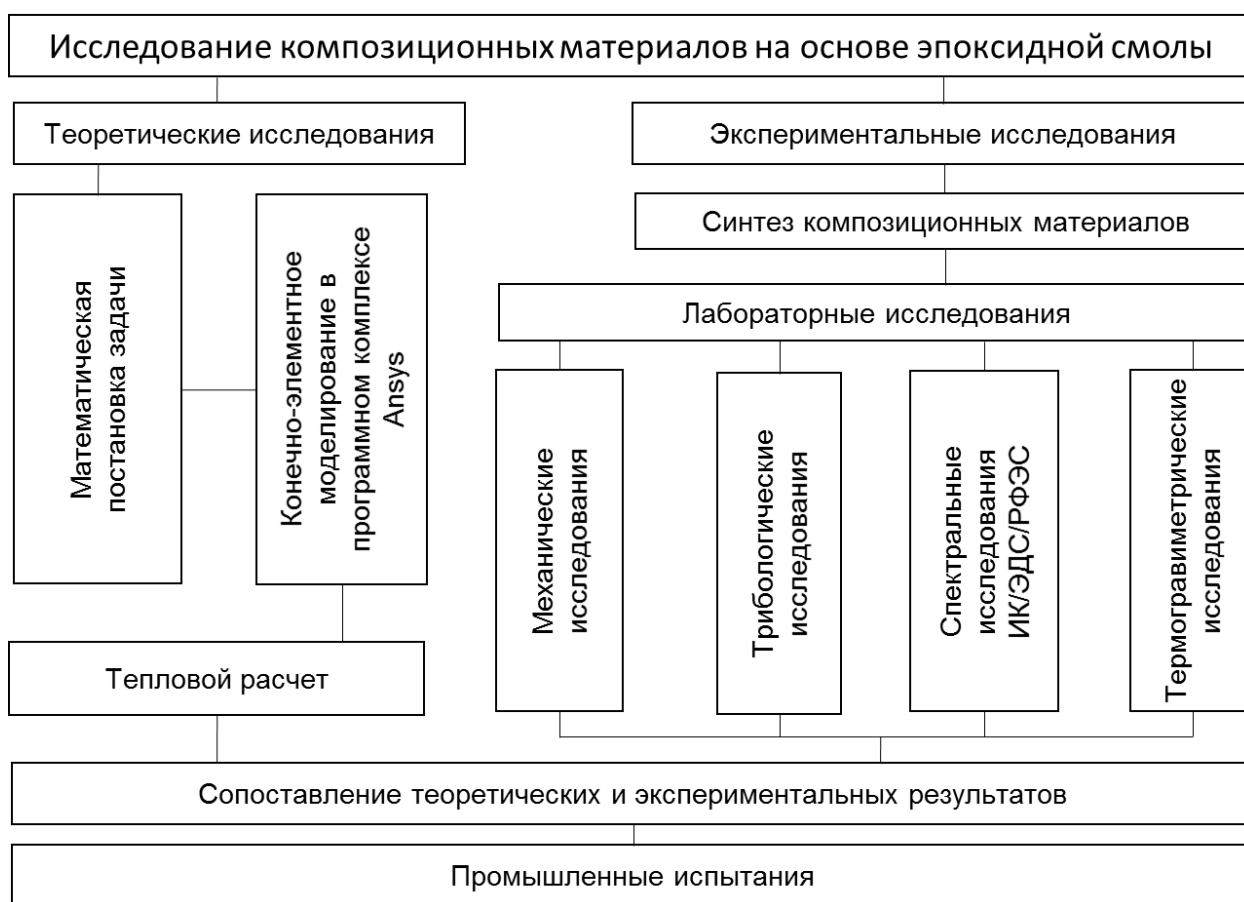 Исследование композиционных материалов на основе эпоксидной смолы
Теоретические исследования
Экспериментальные исследования
Математическая
постановка задачи
Конечно-элементное
моделирование в
программном комплексе
Ansys
Синтез композиционных материалов
Лабораторные исследования
Механические
исследования
Трибологические
исследования
Спектральные
исследования
ИК/ЭДС/РФЭС
Термогравиметрические
исследования
Тепловой расчет
Сопоставление теоретических и экспериментальных результатов
Промышленные испытания